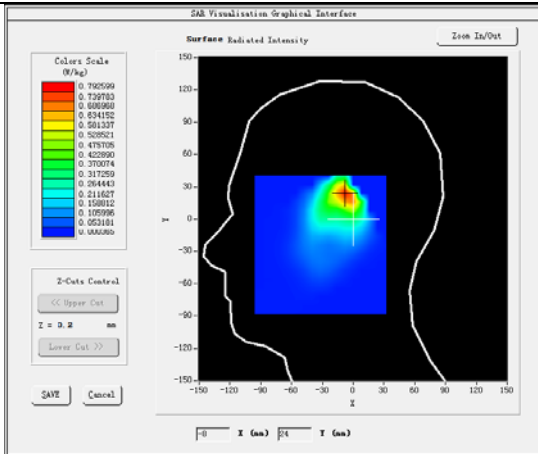 SAR Visualisation Graphical Interface
Surface Radiated Intensity
Zoom In/Out
Colors Scale
(W/kg)
0.792599
0.739783
0.686968
0.634152
0.581337
0.528521
0.475705
0.422890
0.370074
0.317259
0.264443
0.211627
0.158812
0.105996
0.053181
0.000365
150
120
90
60
30
0
-30
-60
-90
-120
-150
Y
-150 -120 -90 -60 -30 0 30 60 90 120 150
X
Z-Cuts Control
<< Upper Cut
Z = 3.2 mm
Lower Cut >>
SAVE Cancel
-8 X (mm) 24 Y (mm)